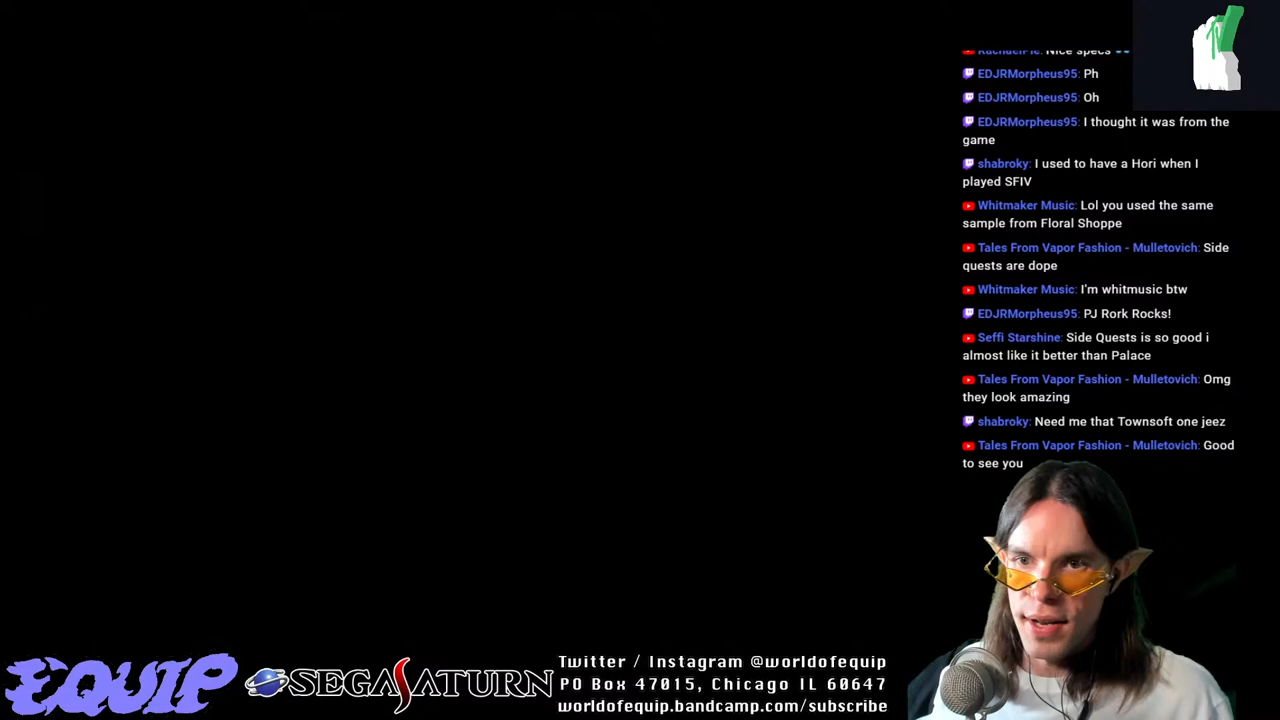 RachaelPie: Nice specs
EDJRMorpheus95: Ph
EDJRMorpheus95: Oh
EDJRMorpheus95: I thought it was from the
game
shabroky: I used to have a Hori when I
played SFIV
Whitmaker Music: Lol you used the same
sample from Floral Shoppe
Tales From Vapor Fashion - Mulletovich: Side
quests are dope
Whitmaker Music: I'm whitmusic btw
EDJRMorpheus95: PJ Rork Rocks!
Seffi Starshine: Side Quests is so good i
almost like it better than Palace
Tales From Vapor Fashion - Mulletovich: Omg
they look amazing
shabroky: Need me that Townsoft one jeez
Tales From Vapor Fashion - Mulletovich: Good
to see you
EQUIP
SEGA SATURN
Twitter / Instagram @worldofequip
PO Box 47015, Chicago IL 60647
worldofequip.bandcamp.com/subscribe